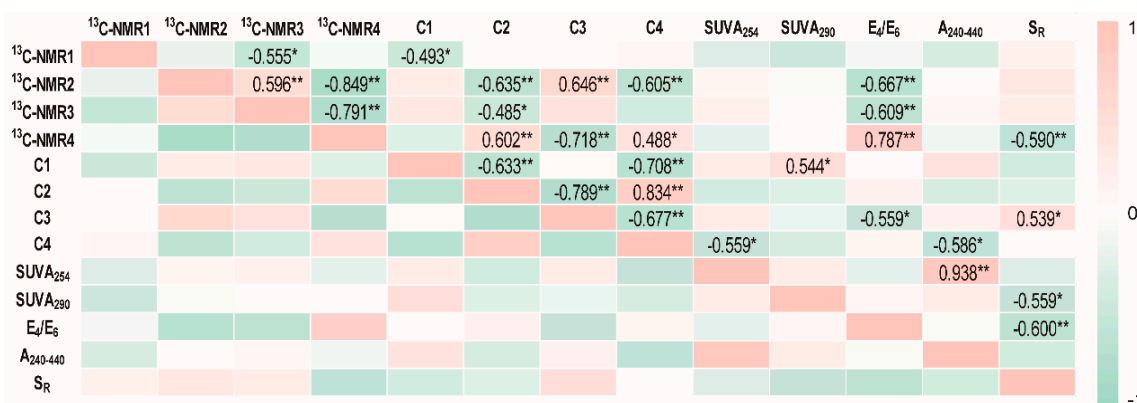 ¹³C-NMR1 ¹³C-NMR2 ¹³C-NMR3 ¹³C-NMR4 C1 C2 C3 C4 SUVA₂₅₄ SUVA₂₉₀ E₄/E₆ A₂₄₀₋₄₄₀ S_R 1
¹³C-NMR1 -0.555* -0.493*
¹³C-NMR2 0.596** -0.849** -0.635** 0.646** -0.605** -0.667**
¹³C-NMR3 -0.791** -0.485* -0.609**
¹³C-NMR4 0.602** -0.718** 0.488* 0.787** -0.590**
C1 -0.633** -0.708** 0.544*
C2 -0.789** 0.834**
C3 -0.677** -0.559* 0.539* 0
C4 -0.559* -0.586*
SUVA₂₅₄ 0.938**
SUVA₂₉₀ -0.559*
E₄/E₆ -0.600**
A₂₄₀₋₄₄₀
S_R